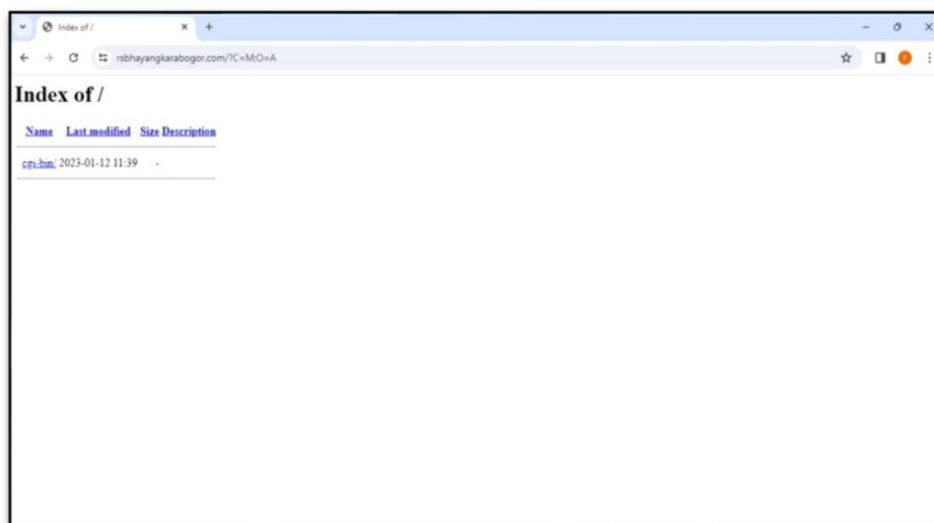 Index of /
rsbhayangkarabogor.com/?C=M;O=A
Index of /
Name Last modified Size Description
cgi-bin/ 2023-01-12 11:39 -